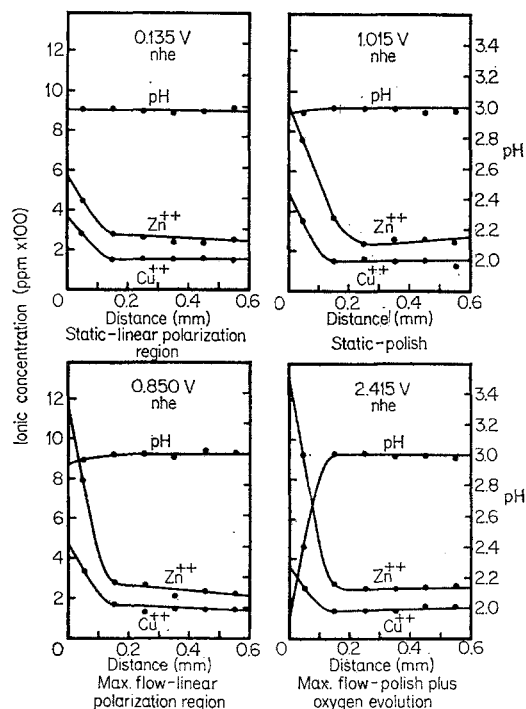 0.135 V
nhe
pH
Zn++
Cu++
12
10
8
6
4
2
0 0.2 0.4 0.6
Distance (mm)
Static-linear polarization
region
1.015 V
nhe
pH
Zn++
Cu++
3.4
3.2
3.0
2.8
2.6
2.4
2.2
2.0
pH
0 0.2 0.4 0.6
Distance (mm)
Static-polish
Ionic concentration (ppm x100)
0.850 V
nhe
pH
Zn++
Cu++
12
10
8
6
4
2
0 0.2 0.4 0.6
Distance (mm)
Max. flow-linear
polarization region
2.415 V
nhe
pH
Zn++
Cu++
3.4
3.2
3.0
2.8
2.6
2.4
2.2
2.0
pH
0 0.2 0.4 0.6
Distance (mm)
Max. flow-polish plus
oxygen evolution